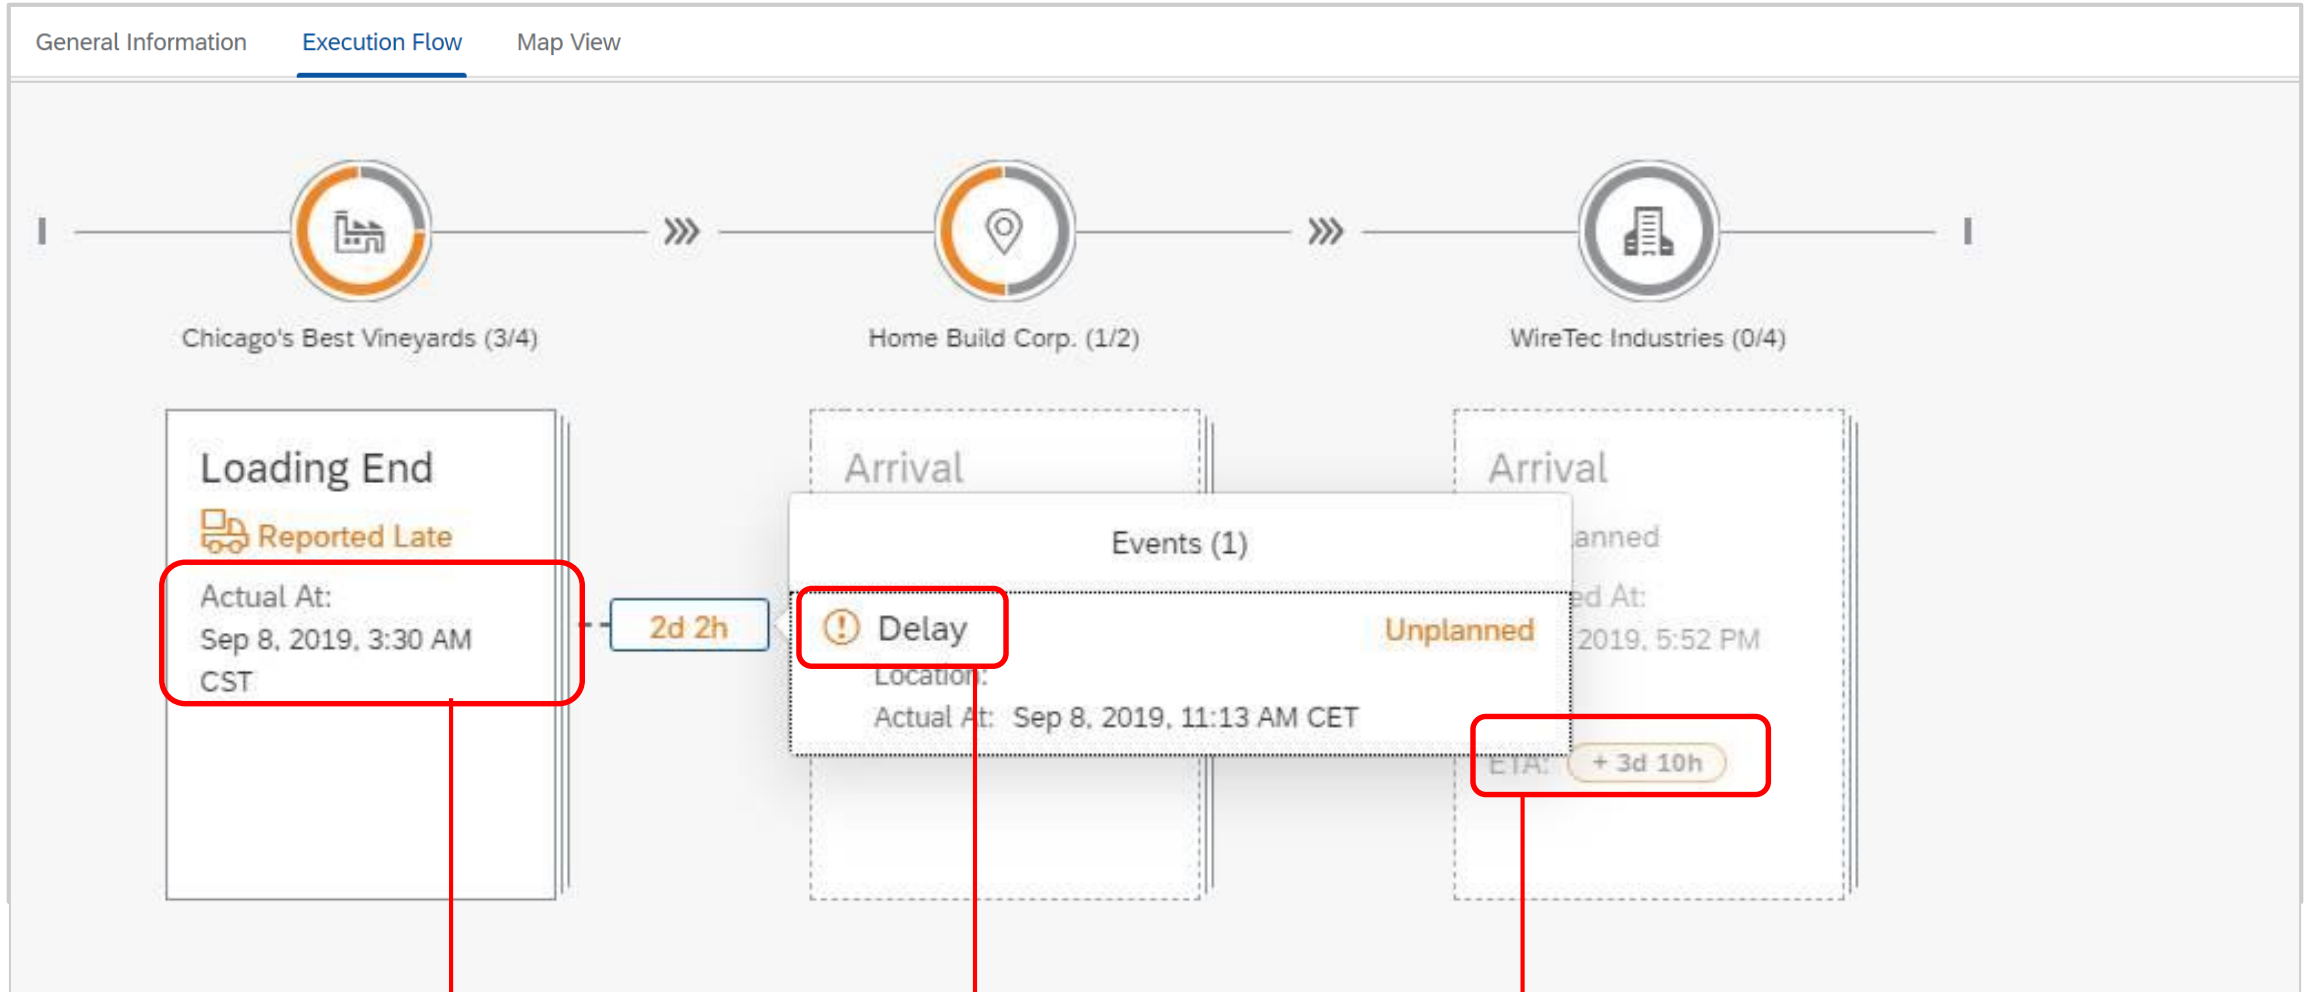 General Information Execution Flow Map View
Chicago's Best Vineyards (3/4) Home Build Corp. (1/2) WireTec Industries (0/4)
Loading End
Reported Late
Actual At:
Sep 8, 2019, 3:30 AM
CST
2d 2h
Arrival
Events (1)
Delay Unplanned
Location:
Actual At: Sep 8, 2019, 11:13 AM CET
Arrival
2019, 5:52 PM
ETA: + 3d 10h